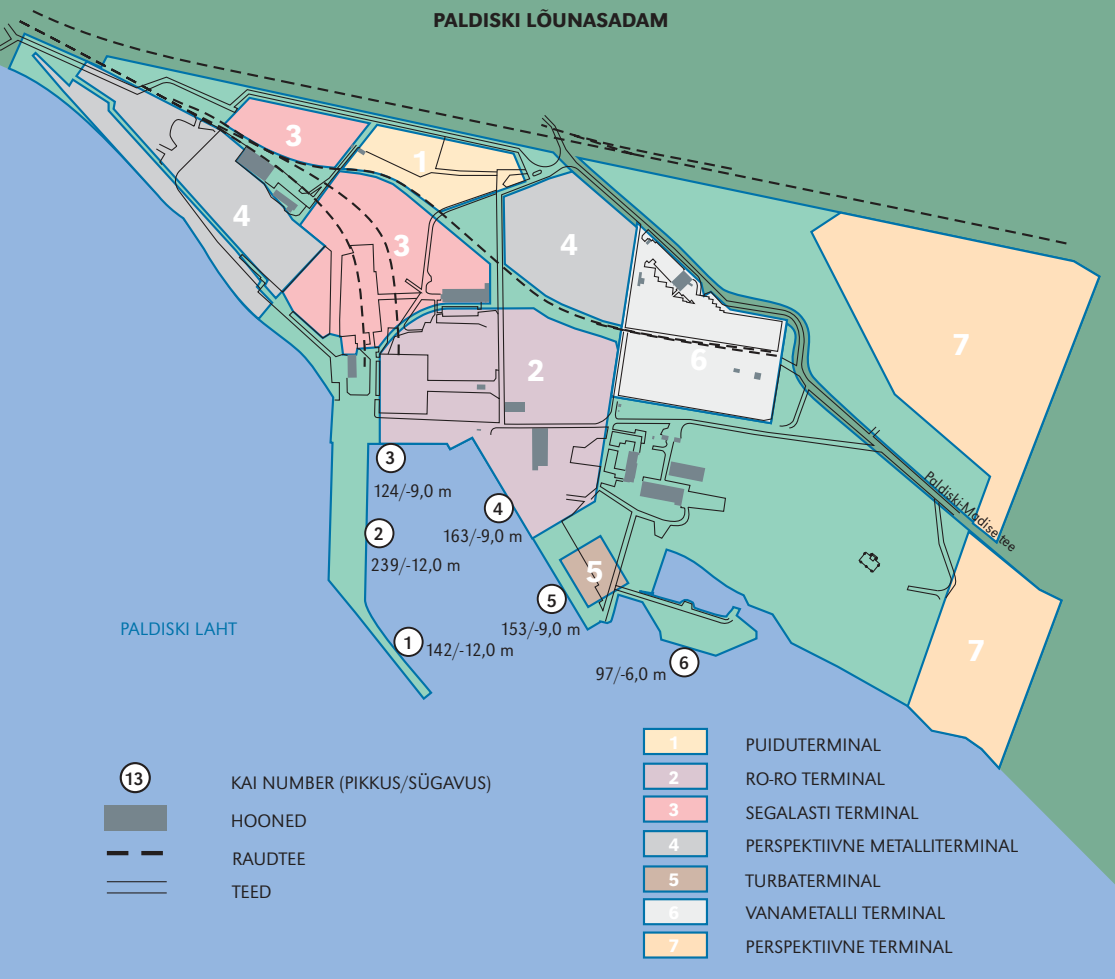 PALDISKI LÕUNASADAM
3
1
4
3
4
7
6
2
3
124/-9,0 m
4
163/-9,0 m
2
239/-12,0 m
Paldiski-Madise tee
5
5
153/-9,0 m
PALDISKI LAHT
1
142/-12,0 m
6
97/-6,0 m
7
13 KAI NUMBER (PIKKUS/SÜGAVUS)
HOONED
RAUDTEE
TEED
1 PUIDUTERMINAL
2 RO-RO TERMINAL
3 SEGALASTI TERMINAL
4 PERSPEKTIIVNE METALLITERMINAL
5 TURBATERMINAL
6 VANAMETALLI TERMINAL
7 PERSPEKTIIVNE TERMINAL